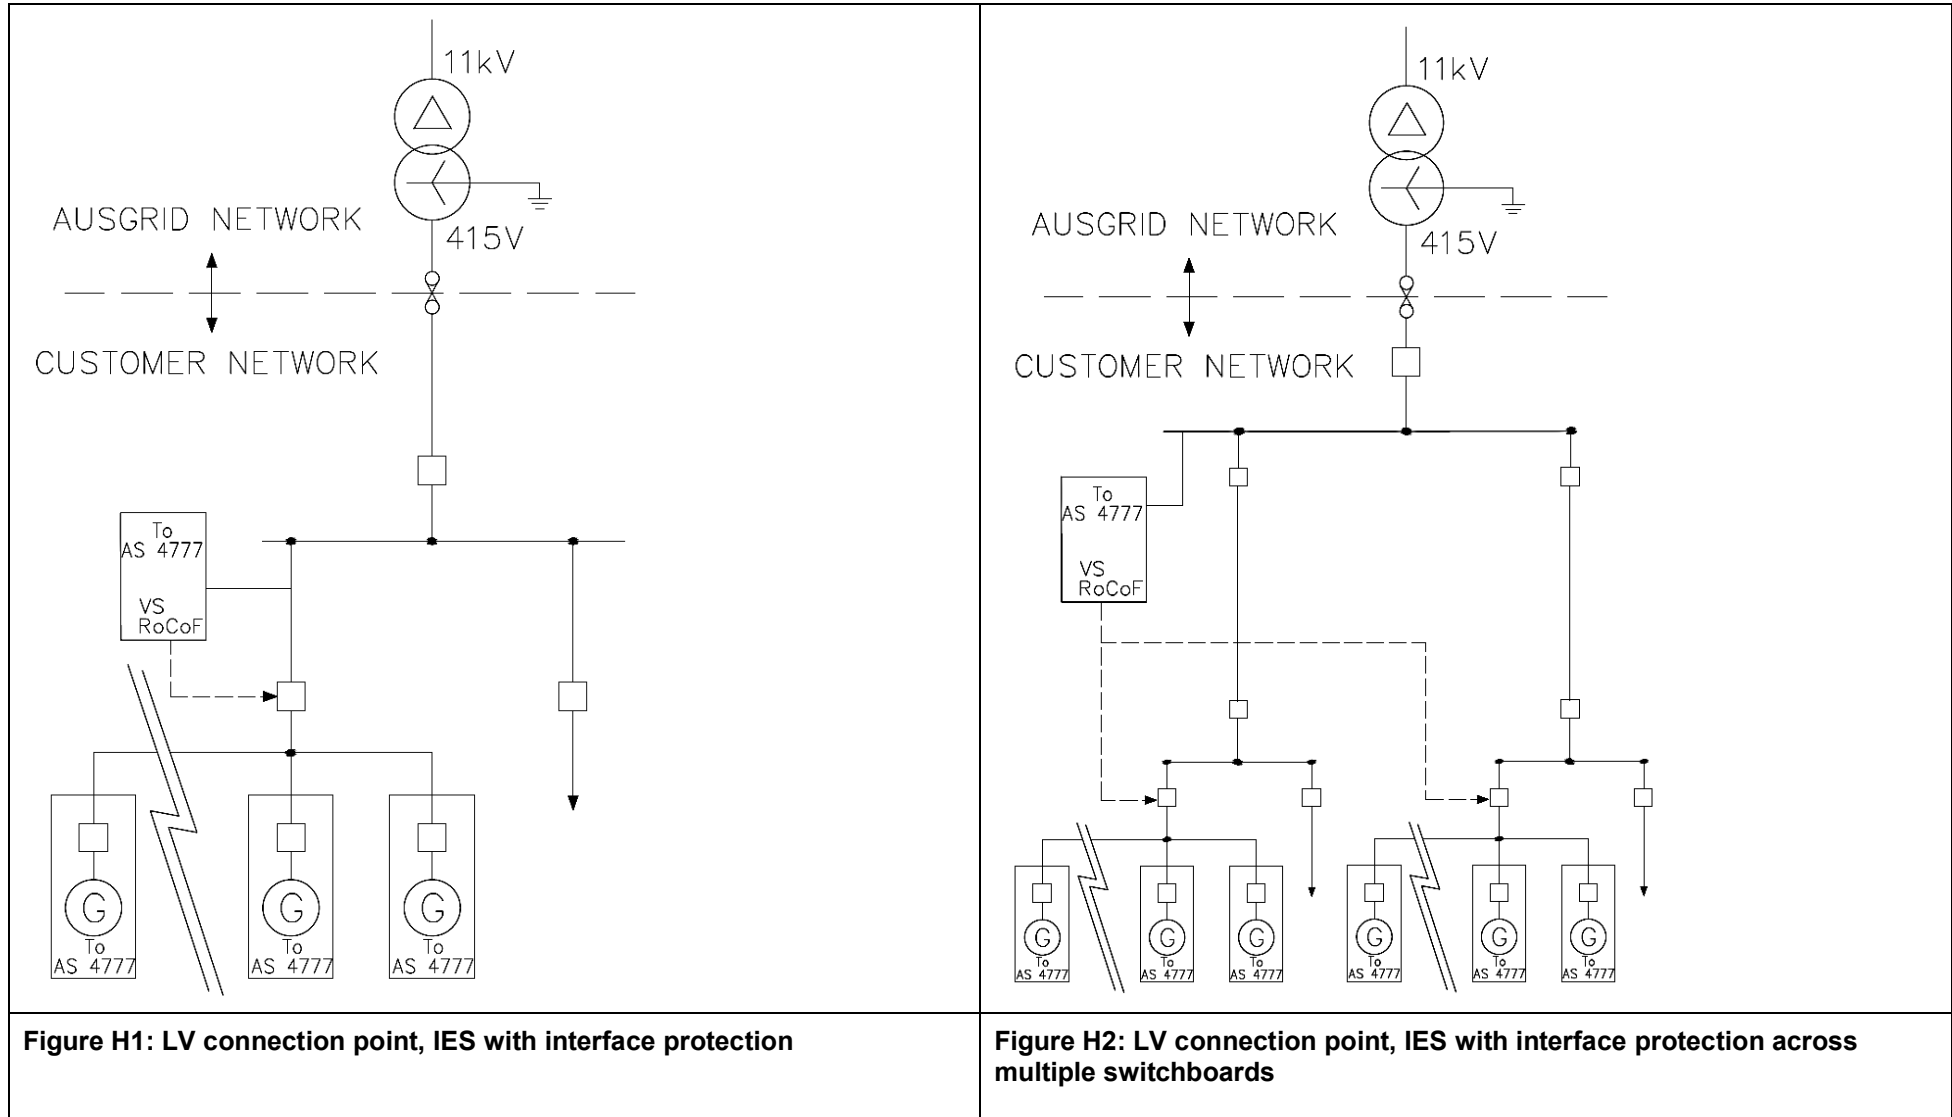 11kV
AUSGRID NETWORK
415V
CUSTOMER NETWORK
To
AS 4777
VS
RoCoF
G
To
AS 4777
G
To
AS 4777
G
To
AS 4777
Figure H1: LV connection point, IES with interface protection
11kV
AUSGRID NETWORK
415V
CUSTOMER NETWORK
To
AS 4777
VS
RoCoF
G
To
AS 4777
G
To
AS 4777
G
To
AS 4777
G
To
AS 4777
G
To
AS 4777
G
To
AS 4777
Figure H2: LV connection point, IES with interface protection across
multiple switchboards